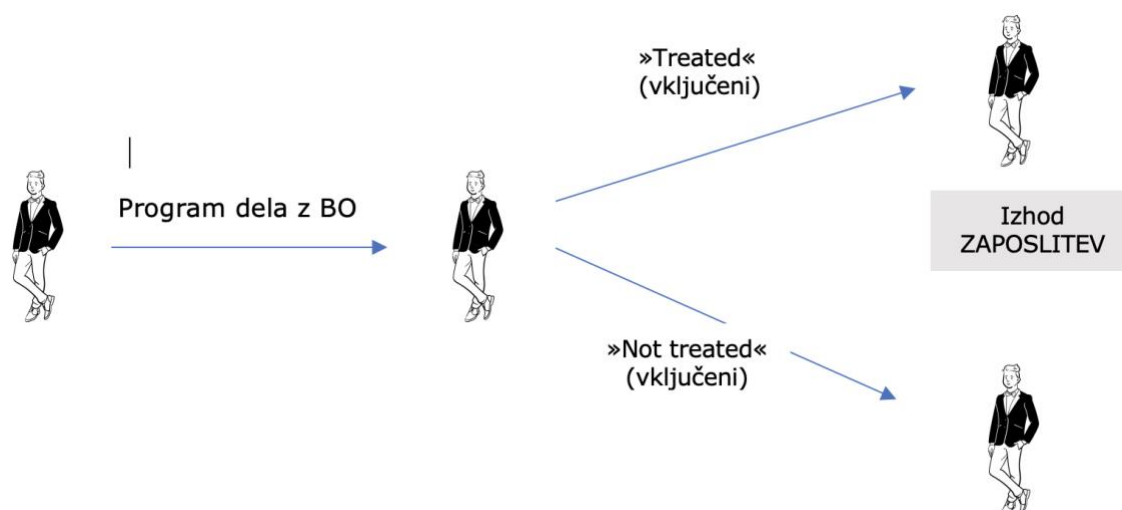 »Treated«
(vključeni)
Program dela z BO
Izhod
ZAPOSLITEV
»Not treated«
(vključeni)